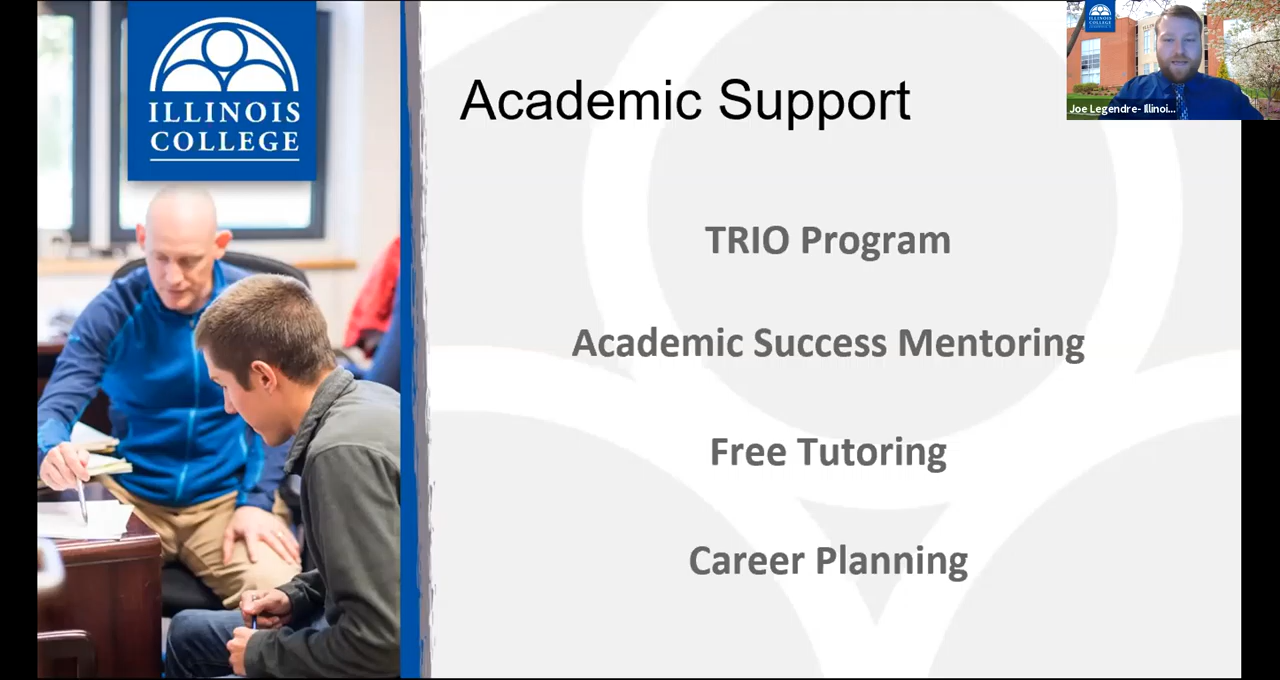 ILLINOIS
COLLEGE
Academic Support
TRIO Program
Academic Success Mentoring
Free Tutoring
Career Planning
ILLINOIS
COLLEGE
Joe Legendre- Illinoi...